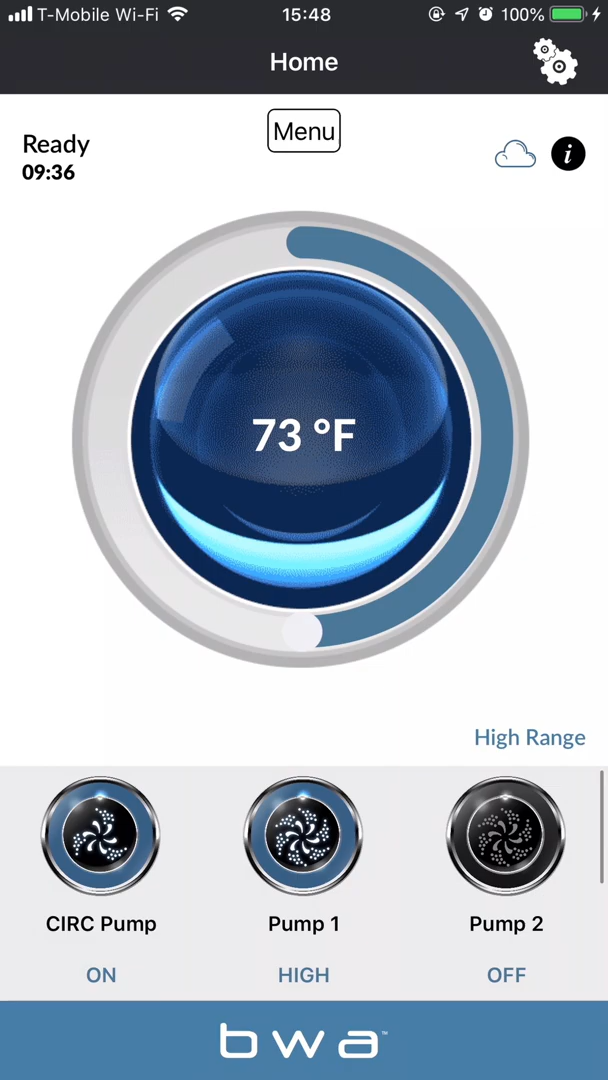 T-Mobile Wi-Fi 15:48 100%
Home
Menu
Ready
09:36
i
73 °F
High Range
CIRC Pump Pump 1 Pump 2
ON HIGH OFF
bwa™